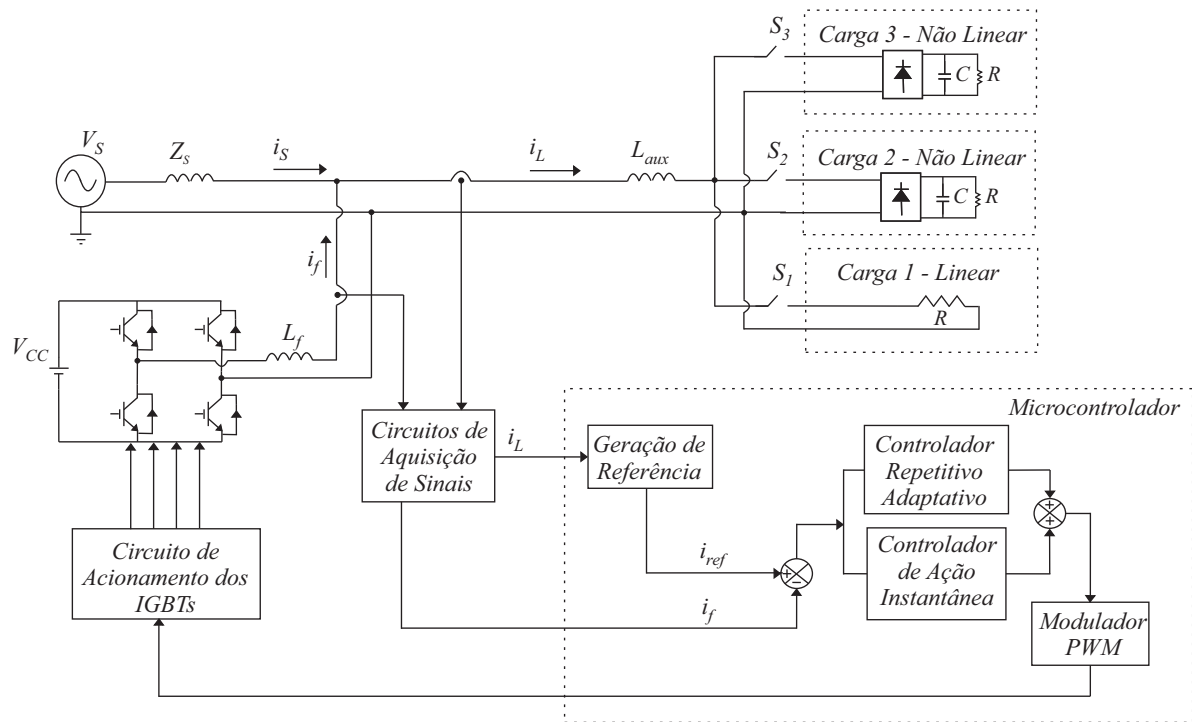 S3
Carga 3 - Não Linear
C
R
VS
Zs
iS
iL
Laux
S2
Carga 2 - Não Linear
C
R
if
S1
Carga 1 - Linear
R
VCC
Lf
Microcontrolador
Circuitos de
Aquisição
de Sinais
iL
Geração de
Referência
Controlador
Repetitivo
Adaptativo
+
+
Circuito de
Acionamento dos
IGBTs
iref
+
−
Controlador
de Ação
Instantânea
if
Modulador
PWM